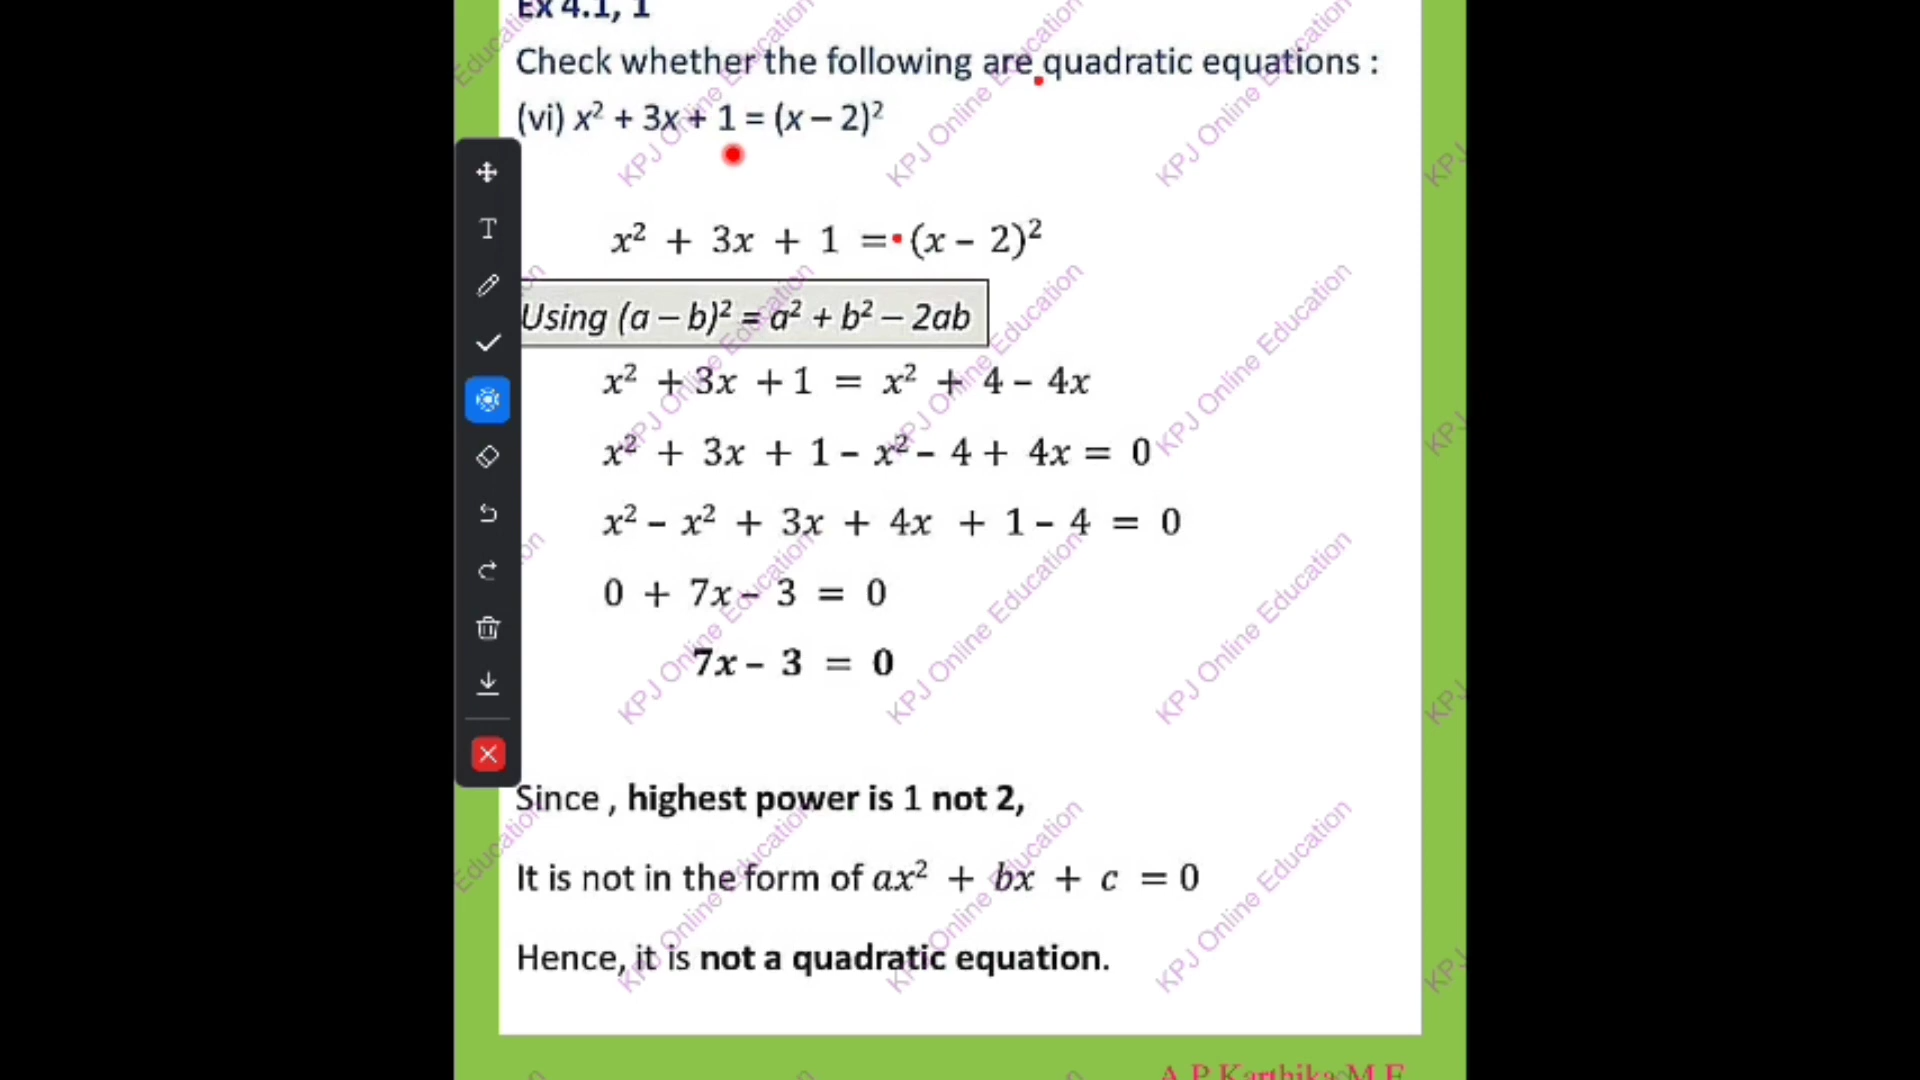 Ex 4.1, 1
Check whether the following are quadratic equations :
(vi) x² + 3x + 1 = (x – 2)²
x² + 3x + 1 = (x – 2)²
Using (a – b)² = a² + b² – 2ab
x² + 3x + 1 = x² + 4 – 4x
x² + 3x + 1 – x² – 4 + 4x = 0
x² – x² + 3x + 4x + 1 – 4 = 0
0 + 7x – 3 = 0
7x – 3 = 0
Since , highest power is 1 not 2,
It is not in the form of ax² + bx + c = 0
Hence, it is not a quadratic equation.
A.P.Karthika M.E
KPJ Online Education